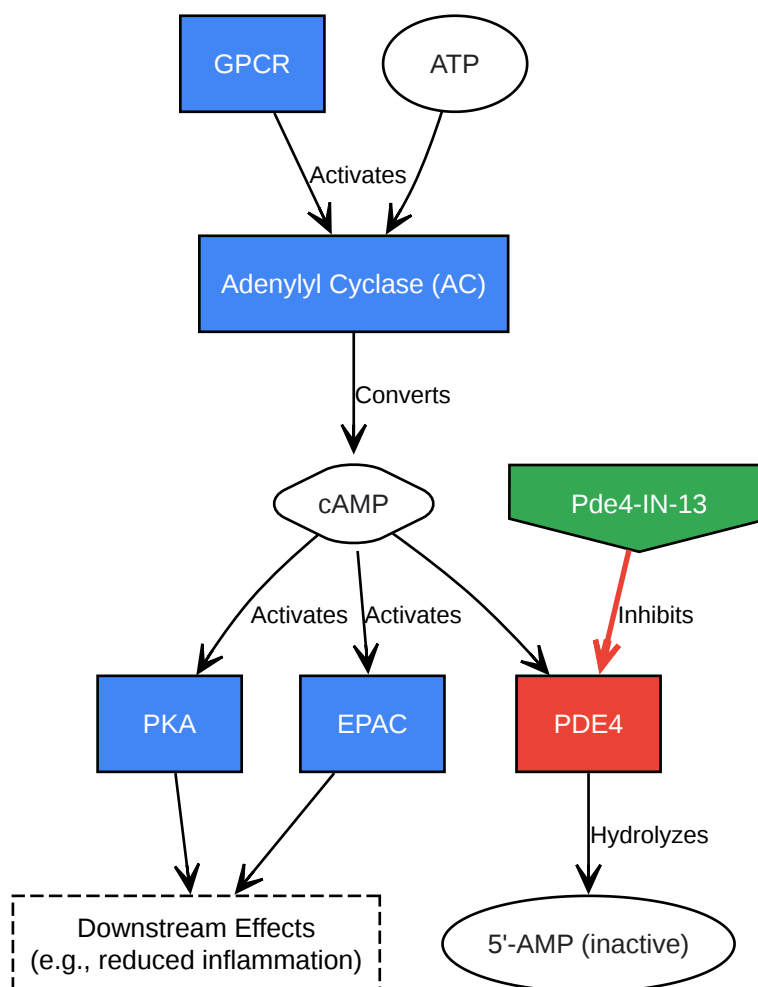 GPCR
ATP
Activates
Adenylyl Cyclase (AC)
Converts
cAMP
Pde4-IN-13
Activates
Activates
Inhibits
PKA
EPAC
PDE4
Hydrolyzes
Downstream Effects
(e.g., reduced inflammation)
5'-AMP (inactive)